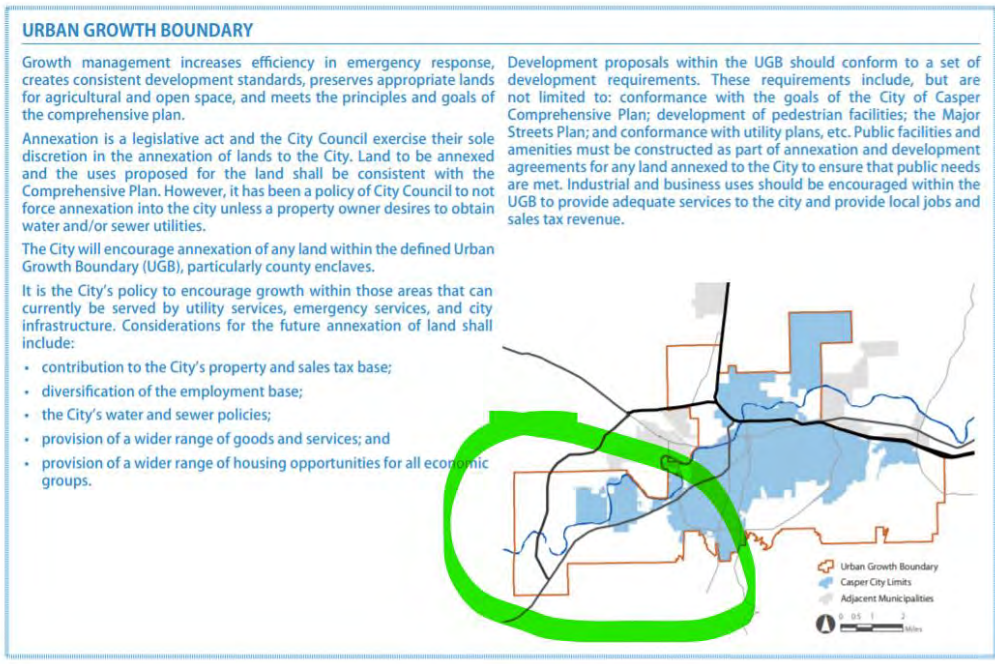 URBAN GROWTH BOUNDARY
Growth management increases efficiency in emergency response,
creates consistent development standards, preserves appropriate lands
for agricultural and open space, and meets the principles and goals of
the comprehensive plan.
Annexation is a legislative act and the City Council exercise their sole
discretion in the annexation of lands to the City. Land to be annexed
and the uses proposed for the land shall be consistent with the
Comprehensive Plan. However, it has been a policy of City Council to not
force annexation into the city unless a property owner desires to obtain
water and/or sewer utilities.
The City will encourage annexation of any land within the defined Urban
Growth Boundary (UGB), particularly county enclaves.
It is the City's policy to encourage growth within those areas that can
currently be served by utility services, emergency services, and city
infrastructure. Considerations for the future annexation of land shall
include:
• contribution to the City's property and sales tax base;
• diversification of the employment base;
• the City's water and sewer policies;
• provision of a wider range of goods and services; and
• provision of a wider range of housing opportunities for all economic
groups.
Development proposals within the UGB should conform to a set of
development requirements. These requirements include, but are
not limited to: conformance with the goals of the City of Casper
Comprehensive Plan; development of pedestrian facilities; the Major
Streets Plan; and conformance with utility plans, etc. Public facilities and
amenities must be constructed as part of annexation and development
agreements for any land annexed to the City to ensure that public needs
are met. Industrial and business uses should be encouraged within the
UGB to provide adequate services to the city and provide local jobs and
sales tax revenue.
Urban Growth Boundary
Casper City Limits
Adjacent Municipalities
0 0.5 1 2
Miles